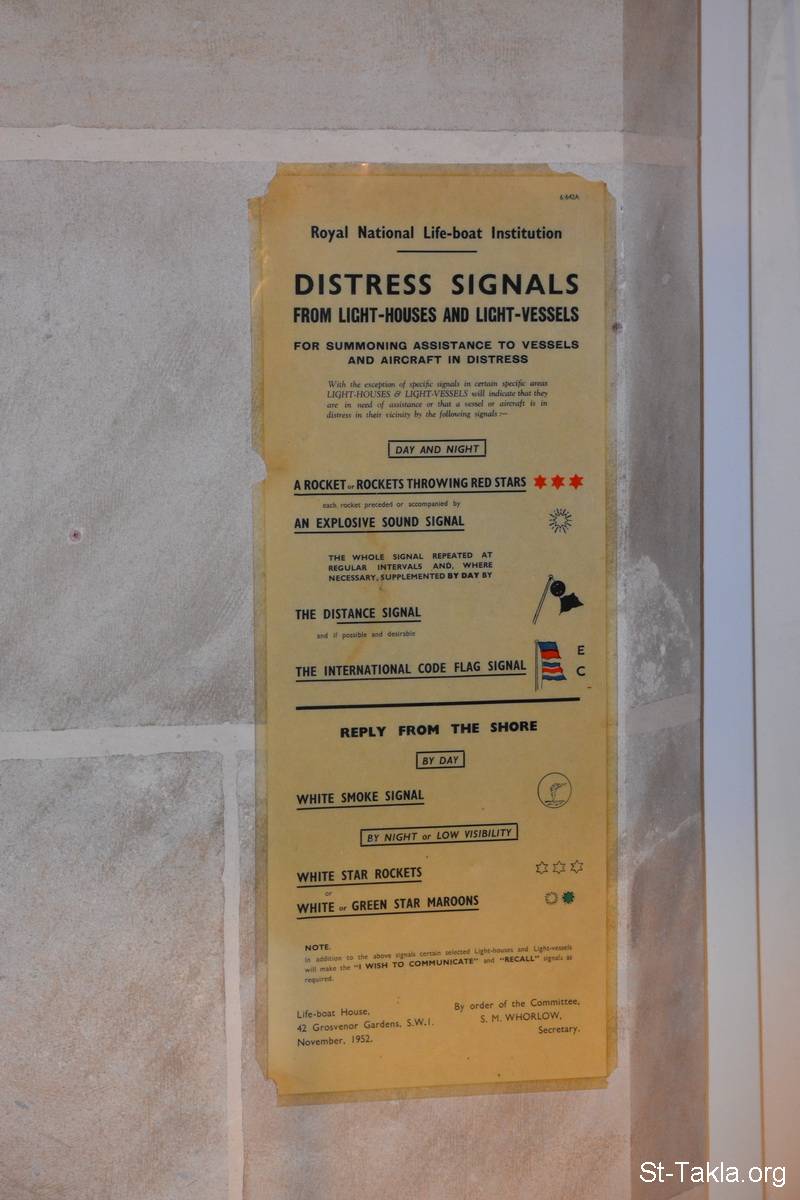 6.642A
Royal National Life-boat Institution
DISTRESS SIGNALS
FROM LIGHT-HOUSES AND LIGHT-VESSELS
FOR SUMMONING ASSISTANCE TO VESSELS
AND AIRCRAFT IN DISTRESS
With the exception of specific signals in certain specific areas
LIGHT-HOUSES & LIGHT-VESSELS will indicate that they
are in need of assistance or that a vessel or aircraft is in
distress in their vicinity by the following signals :—
DAY AND NIGHT
A ROCKET or ROCKETS THROWING RED STARS
each rocket preceded or accompanied by
AN EXPLOSIVE SOUND SIGNAL
THE WHOLE SIGNAL REPEATED AT
REGULAR INTERVALS AND, WHERE
NECESSARY, SUPPLEMENTED BY DAY BY
THE DISTANCE SIGNAL
and if possible and desirable
THE INTERNATIONAL CODE FLAG SIGNAL
E
C
REPLY FROM THE SHORE
BY DAY
WHITE SMOKE SIGNAL
BY NIGHT or LOW VISIBILITY
WHITE STAR ROCKETS
or
WHITE or GREEN STAR MAROONS
NOTE.
In addition to the above signals certain selected Light-houses and Light-vessels
will make the "I WISH TO COMMUNICATE" and "RECALL" signals as
required.
Life-boat House,
42 Grosvenor Gardens, S.W.1.
November, 1952.
By order of the Committee,
S. M. WHORLOW,
Secretary.
St-Takla.org